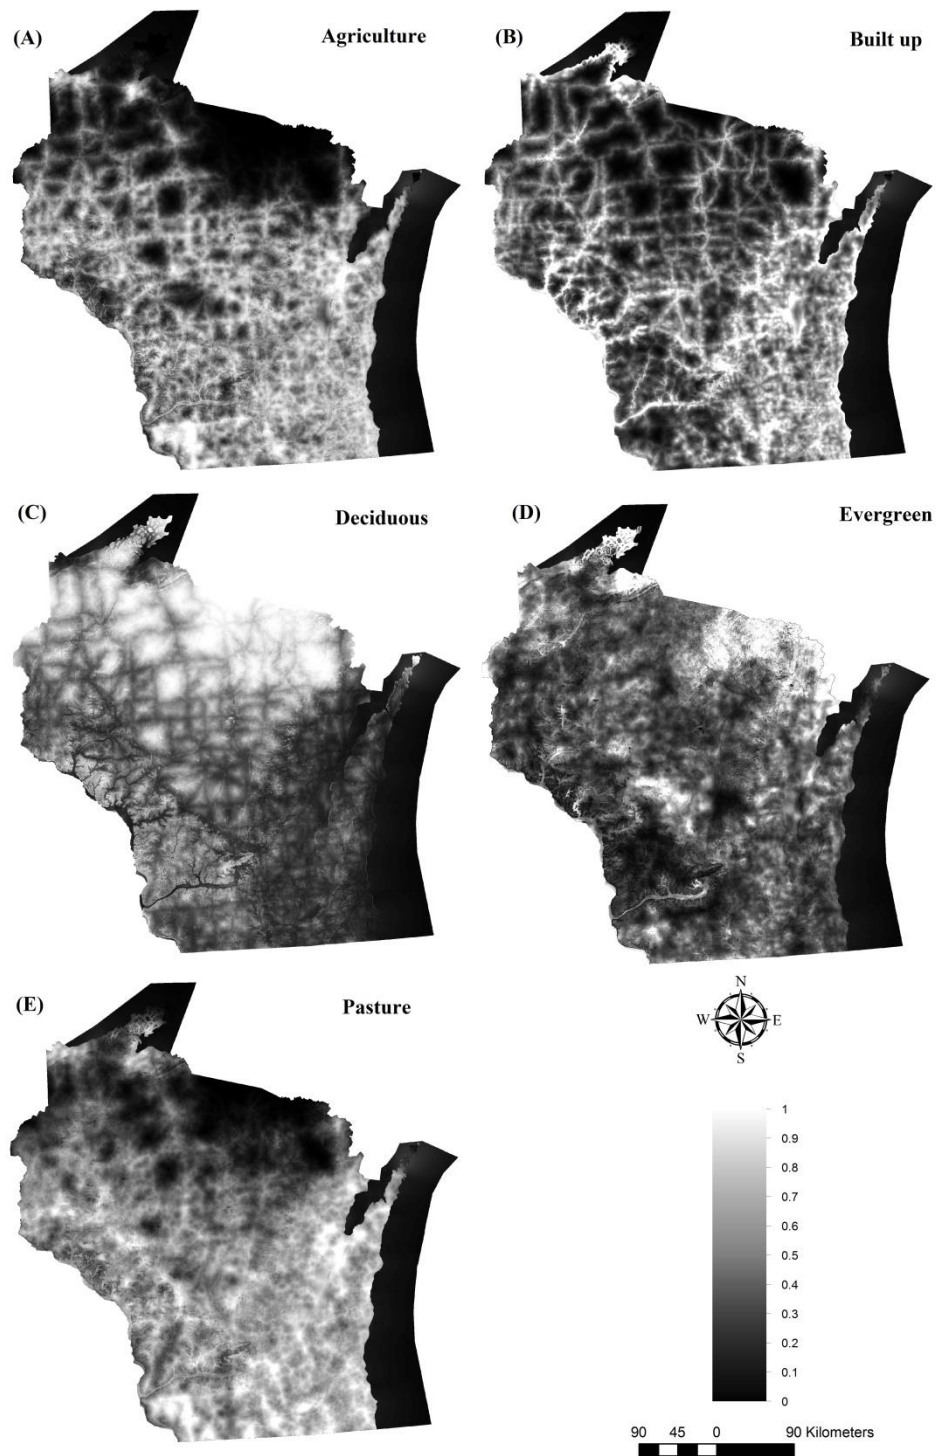 (A) Agriculture
(B) Built up
(C) Deciduous
(D) Evergreen
(E) Pasture
N
W E
S
1
0.9
0.8
0.7
0.6
0.5
0.4
0.3
0.2
0.1
0
90 45 0 90 Kilometers